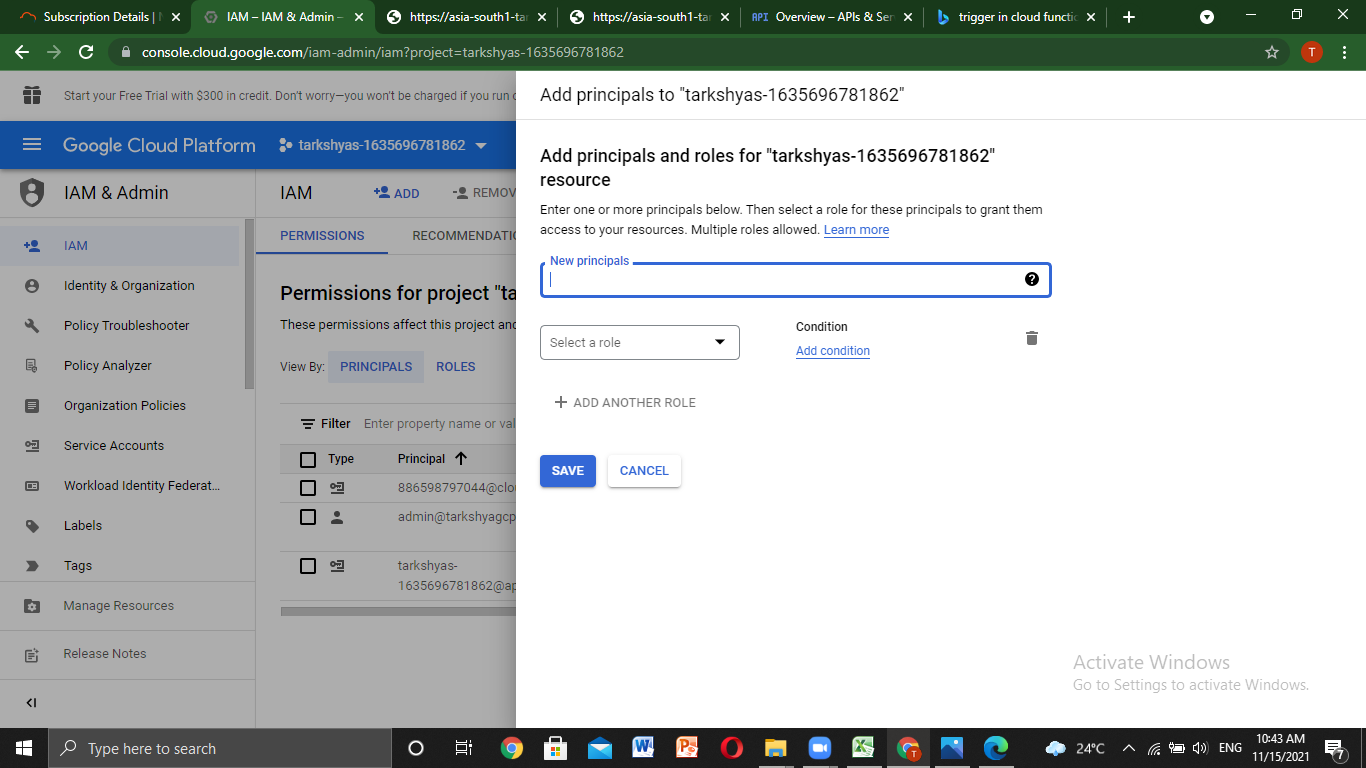 Subscription Details |
IAM – IAM & Admin –
https://asia-south1-tar
https://asia-south1-tar
API Overview – APIs & Ser
trigger in cloud functio
console.cloud.google.com/iam-admin/iam?project=tarkshyas-1635696781862
T
Start your Free Trial with $300 in credit. Don't worry—you won't be charged if you run
Google Cloud Platform
tarkshyas-1635696781862
IAM & Admin
IAM
Identity & Organization
Policy Troubleshooter
Policy Analyzer
Organization Policies
Service Accounts
Workload Identity Federat...
Labels
Tags
Manage Resources
Release Notes
IAM
ADD
REMOV
PERMISSIONS
RECOMMENDATIO
Permissions for project "ta
These permissions affect this project and
View By: PRINCIPALS ROLES
Filter Enter property name or val
Type Principal
886598797044@clou
admin@tarkshyagcp
tarkshyas-
1635696781862@ap
Add principals to "tarkshyas-1635696781862"
Add principals and roles for "tarkshyas-1635696781862"
resource
Enter one or more principals below. Then select a role for these principals to grant them
access to your resources. Multiple roles allowed. Learn more
New principals
Select a role
Condition
Add condition
ADD ANOTHER ROLE
SAVE
CANCEL
Activate Windows
Go to Settings to activate Windows.
Type here to search
24°C
ENG
10:43 AM
11/15/2021
7